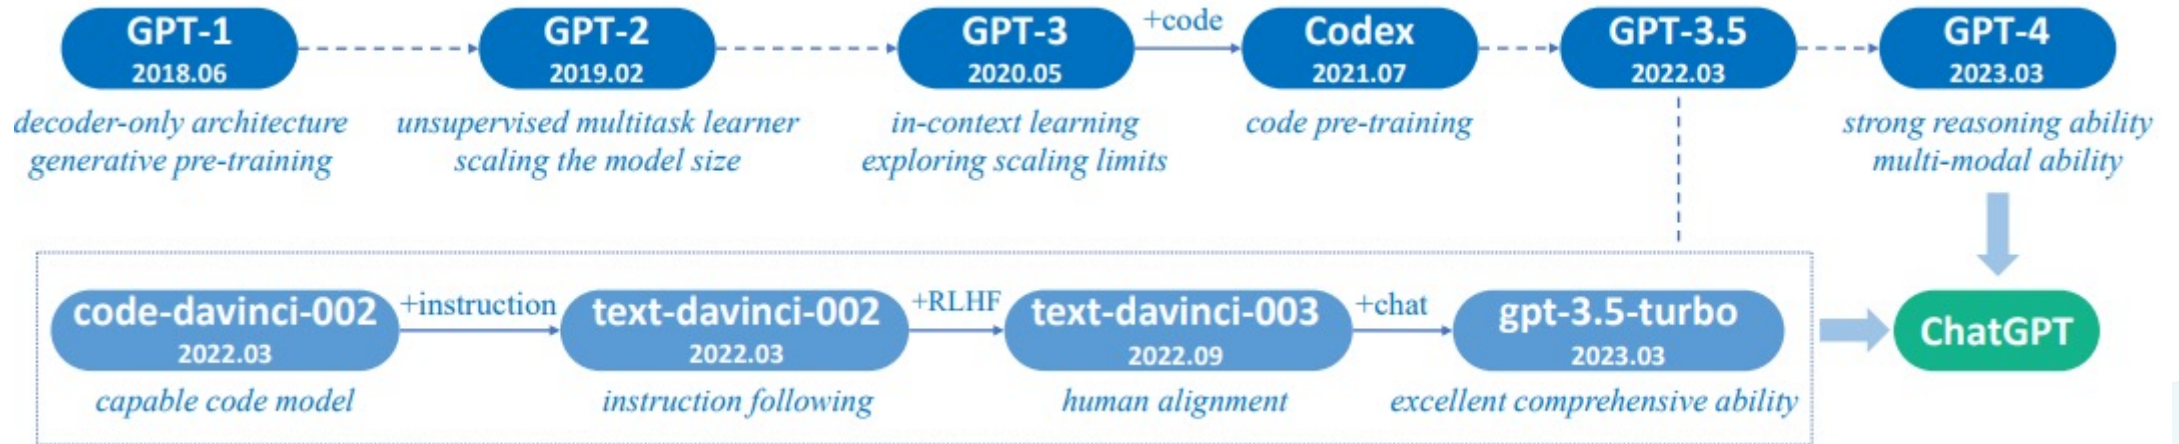 GPT-1
2018.06
decoder-only architecture
generative pre-training
GPT-2
2019.02
unsupervised multitask learner
scaling the model size
GPT-3
2020.05
in-context learning
exploring scaling limits
+code
Codex
2021.07
code pre-training
GPT-3.5
2022.03
GPT-4
2023.03
strong reasoning ability
multi-modal ability
code-davinci-002
2022.03
capable code model
+instruction
text-davinci-002
2022.03
instruction following
+RLHF
text-davinci-003
2022.09
human alignment
+chat
gpt-3.5-turbo
2023.03
excellent comprehensive ability
ChatGPT